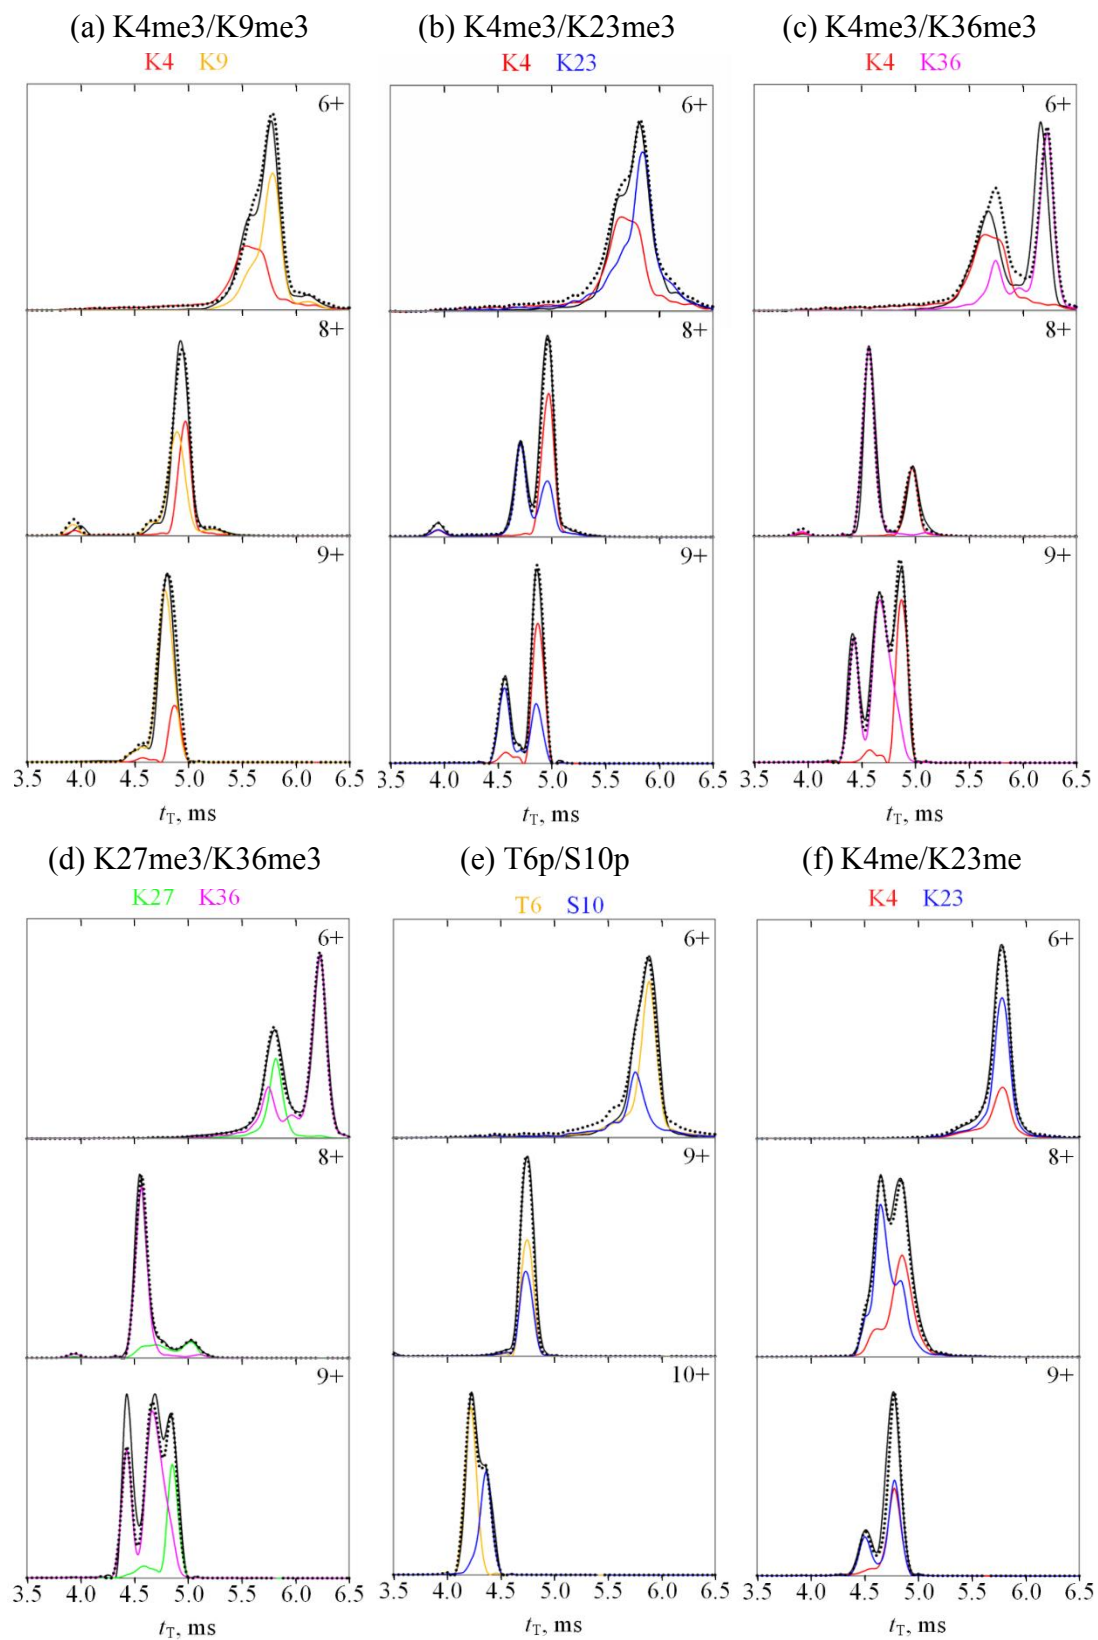 (a) K4me3/K9me3
K4 K9
6+
8+
9+
3.5 4.0 4.5 5.0 5.5 6.0 6.5
tT, ms
(b) K4me3/K23me3
K4 K23
6+
8+
9+
3.5 4.0 4.5 5.0 5.5 6.0 6.5
tT, ms
(c) K4me3/K36me3
K4 K36
6+
8+
9+
3.5 4.0 4.5 5.0 5.5 6.0 6.5
tT, ms
(d) K27me3/K36me3
K27 K36
6+
8+
9+
3.5 4.0 4.5 5.0 5.5 6.0 6.5
tT, ms
(e) T6p/S10p
T6 S10
6+
9+
10+
3.5 4.0 4.5 5.0 5.5 6.0 6.5
tT, ms
(f) K4me/K23me
K4 K23
6+
8+
9+
3.5 4.0 4.5 5.0 5.5 6.0 6.5
tT, ms